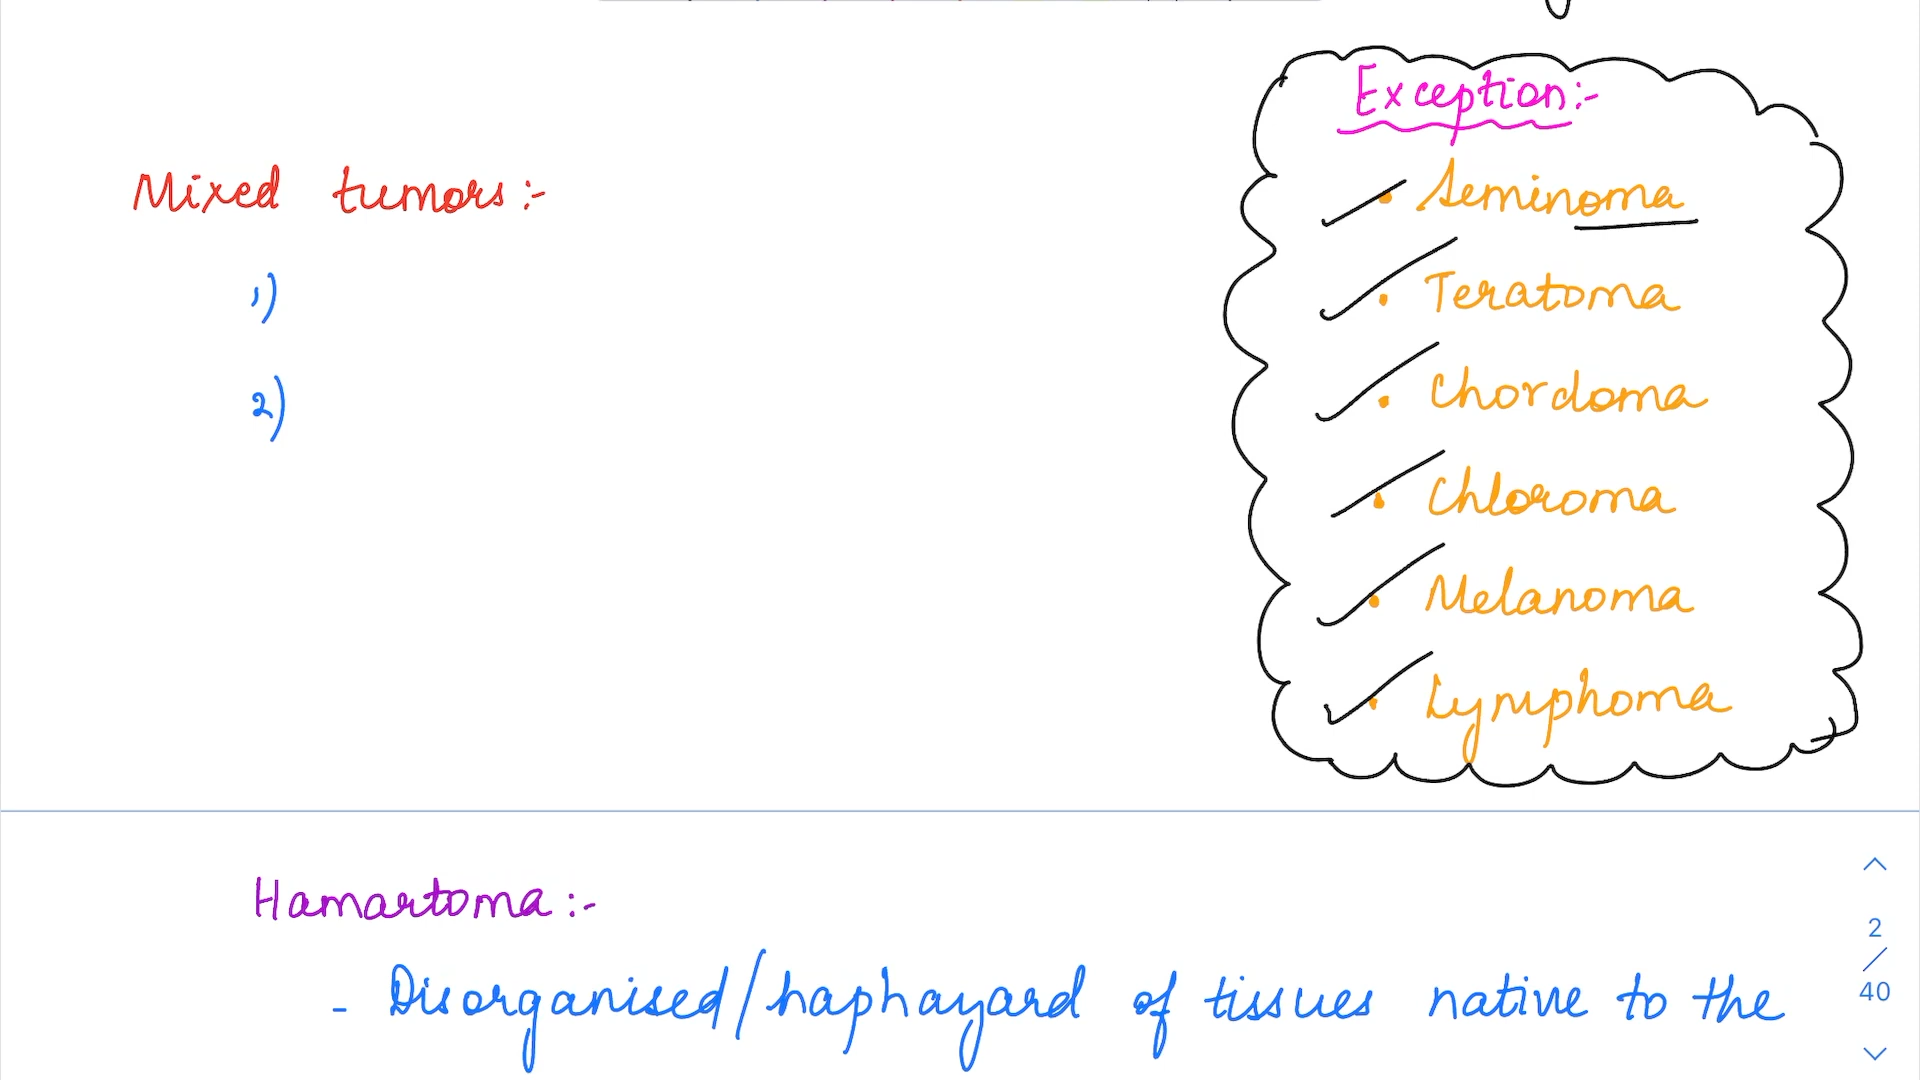 Exception:-
Mixed tumors:-
• Seminoma
1)
• Teratoma
2)
• Chordoma
• Chloroma
• Melanoma
• Lymphoma
Hamartoma:-
- Disorganised/haphayard of tissues native to the
2
/
40